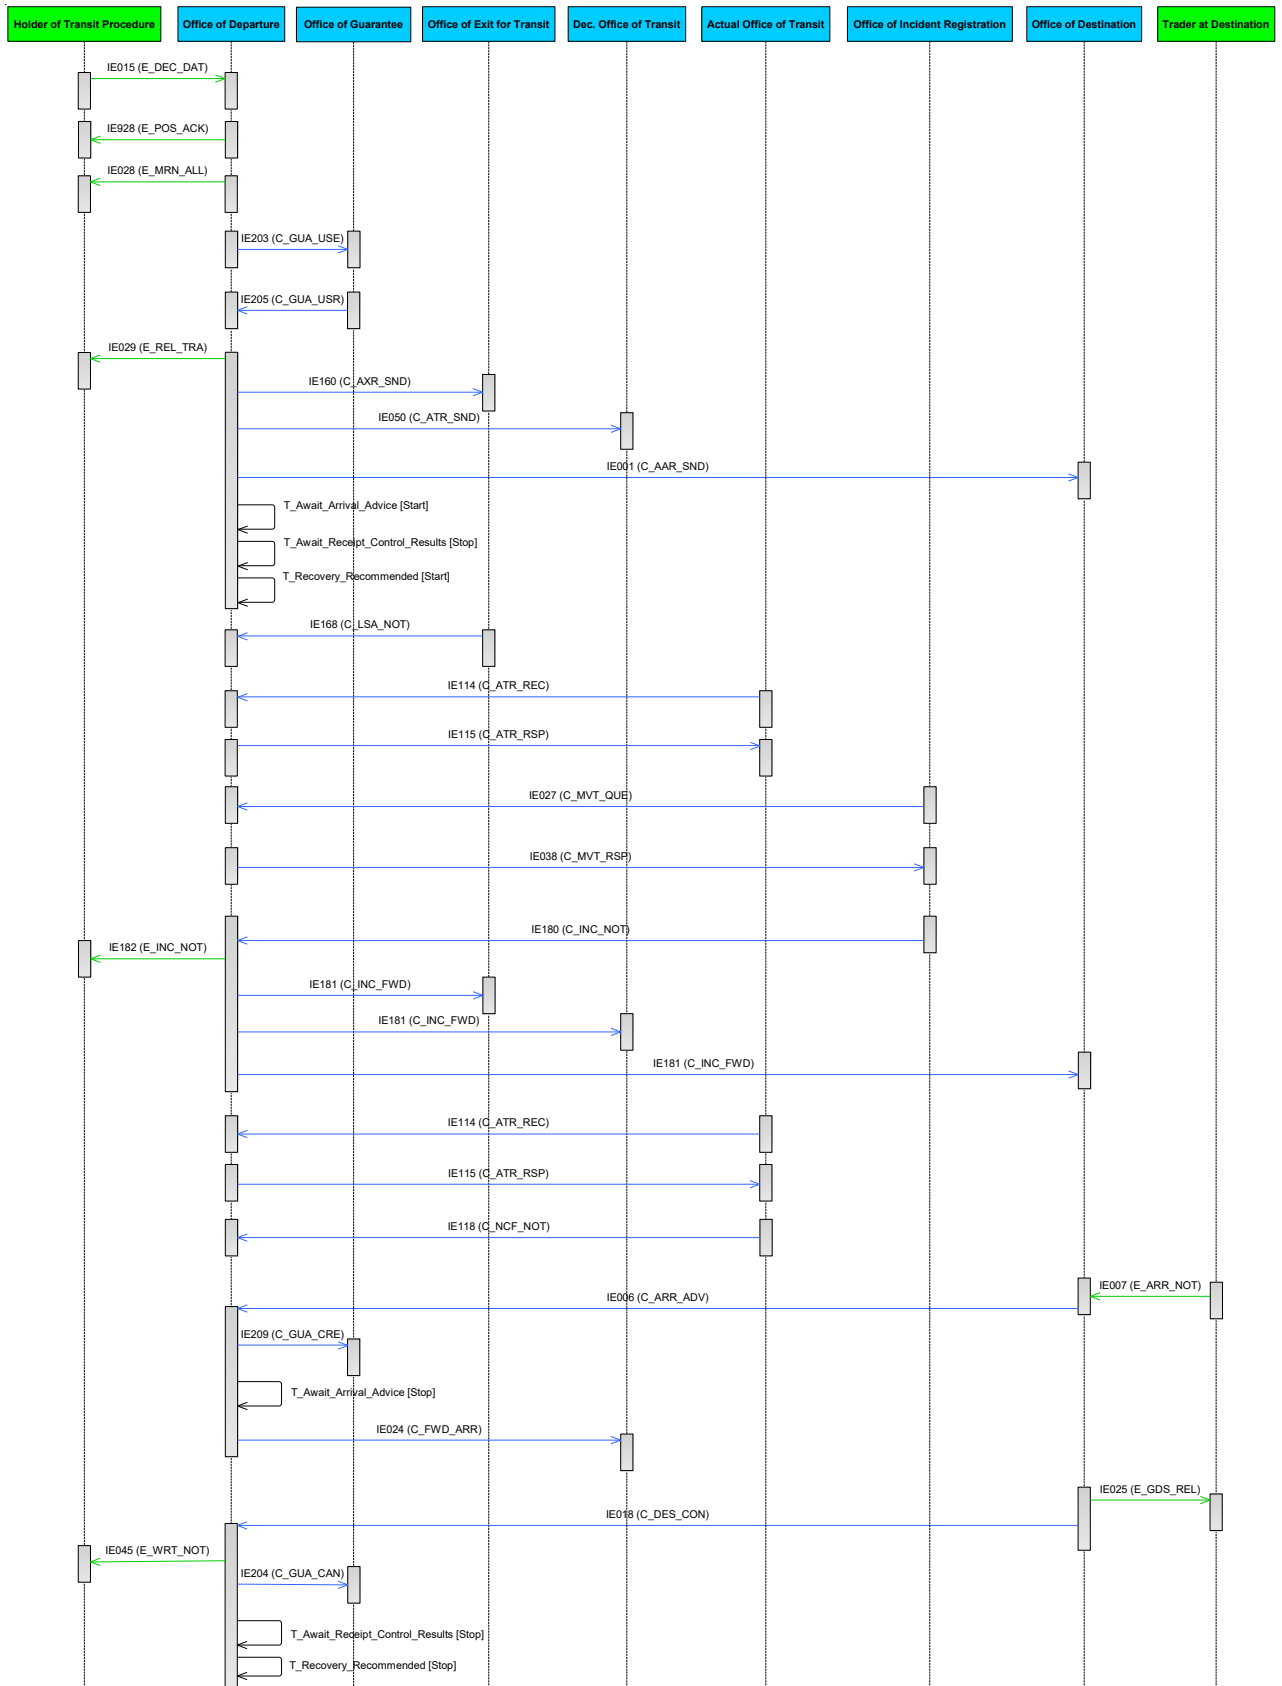 Holder of Transit Procedure
Office of Departure
Office of Guarantee
Office of Exit for Transit
Dec. Office of Transit
Actual Office of Transit
Office of Incident Registration
Office of Destination
Trader at Destination
IE015 (E_DEC_DAT)
IE928 (E_POS_ACK)
IE028 (E_MRN_ALL)
IE203 (C_GUA_USE)
IE205 (C_GUA_USR)
IE029 (E_REL_TRA)
IE160 (C_AXR_SND)
IE050 (C_ATR_SND)
IE001 (C_AAR_SND)
T_Await_Arrival_Advice [Start]
T_Await_Receipt_Control_Results [Stop]
T_Recovery_Recommended [Start]
IE168 (C_LSA_NOT)
IE114 (C_ATR_REC)
IE115 (C_ATR_RSP)
IE027 (C_MVT_QUE)
IE038 (C_MVT_RSP)
IE180 (C_INC_NOT)
IE182 (E_INC_NOT)
IE181 (C_INC_FWD)
IE181 (C_INC_FWD)
IE181 (C_INC_FWD)
IE114 (C_ATR_REC)
IE115 (C_ATR_RSP)
IE118 (C_NCF_NOT)
IE007 (E_ARR_NOT)
IE006 (C_ARR_ADV)
IE209 (C_GUA_CRE)
T_Await_Arrival_Advice [Stop]
IE024 (C_FWD_ARR)
IE025 (E_GDS_REL)
IE018 (C_DES_CON)
IE045 (E_WRT_NOT)
IE204 (C_GUA_CAN)
T_Await_Receipt_Control_Results [Stop]
T_Recovery_Recommended [Stop]